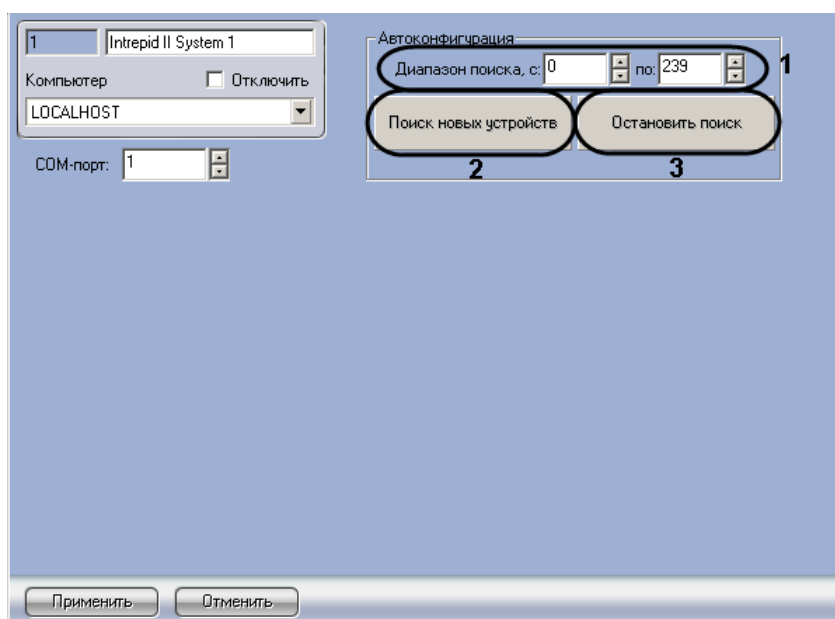 1 Intrepid II System 1
Компьютер Отключить
LOCALHOST
COM-порт: 1
Автоконфигурация
Диапазон поиска, с: 0 по: 239 1
Поиск новых устройств Остановить поиск
2 3
Применить Отменить